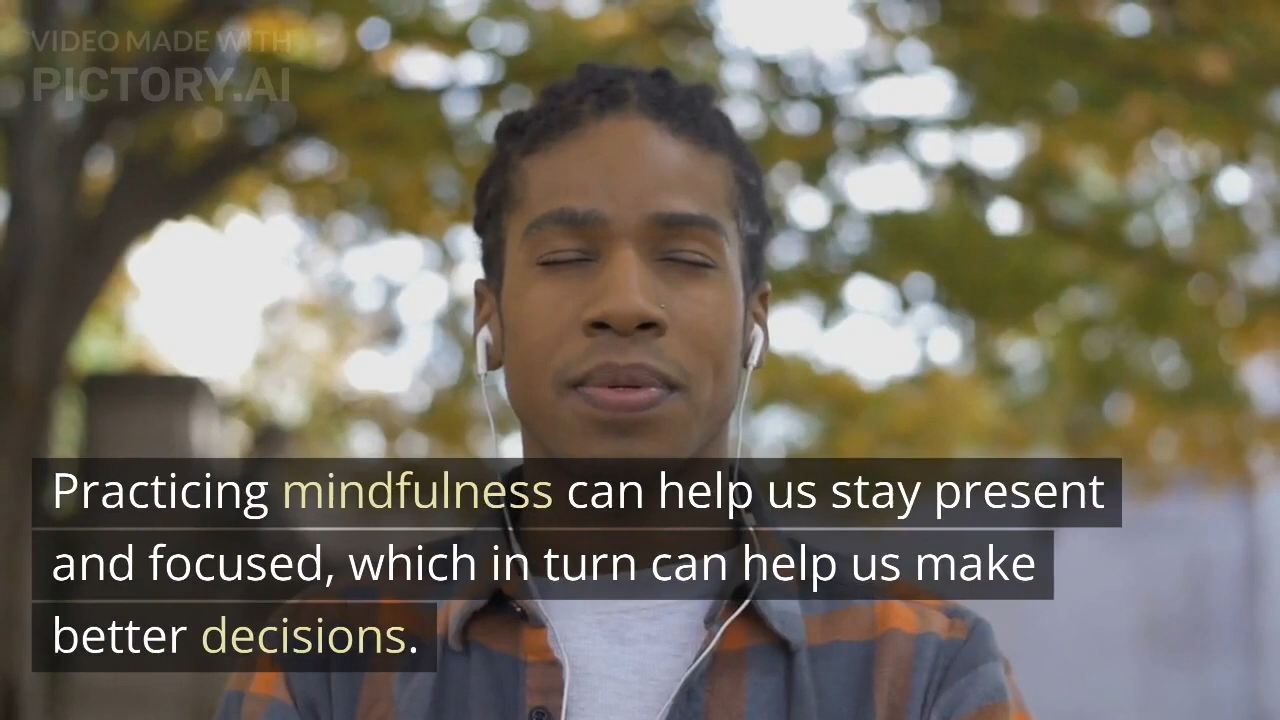 VIDEO MADE WITH
PICTORY.AI
Practicing mindfulness can help us stay present
and focused, which in turn can help us make
better decisions.